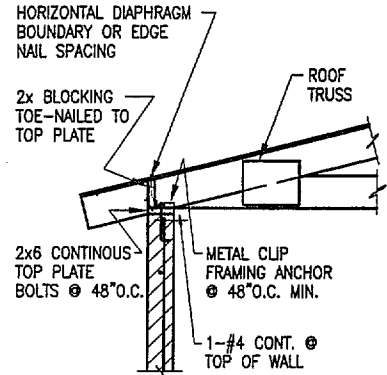 HORIZONTAL DIAPHRAGM
BOUNDARY OR EDGE
NAIL SPACING
2x BLOCKING
TOE-NAILED TO
TOP PLATE
ROOF
TRUSS
2x6 CONTINOUS
TOP PLATE
BOLTS @ 48"O.C.
METAL CLIP
FRAMING ANCHOR
@ 48"O.C. MIN.
1-#4 CONT. @
TOP OF WALL